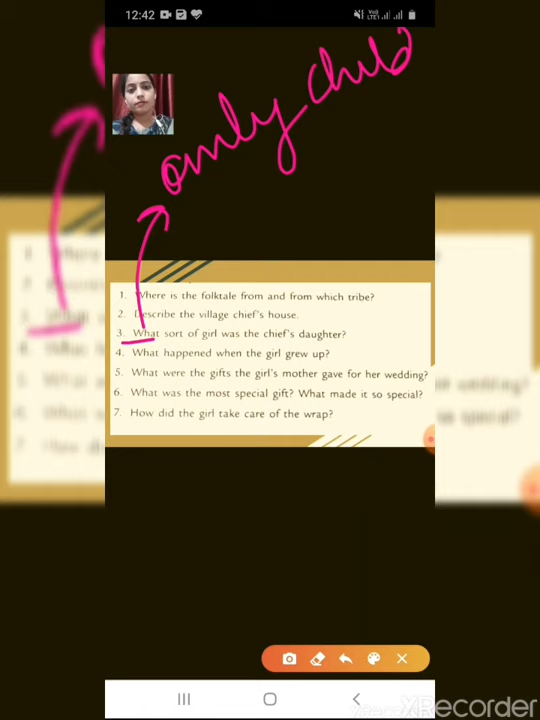 12:42
Vo)) LTE1
only child
1. Where is the folktale from and from which tribe?
2. Describe the village chief's house.
3. What sort of girl was the chief's daughter?
4. What happened when the girl grew up?
5. What were the gifts the girl's mother gave for her wedding?
6. What was the most special gift? What made it so special?
7. How did the girl take care of the wrap?
XRecorder